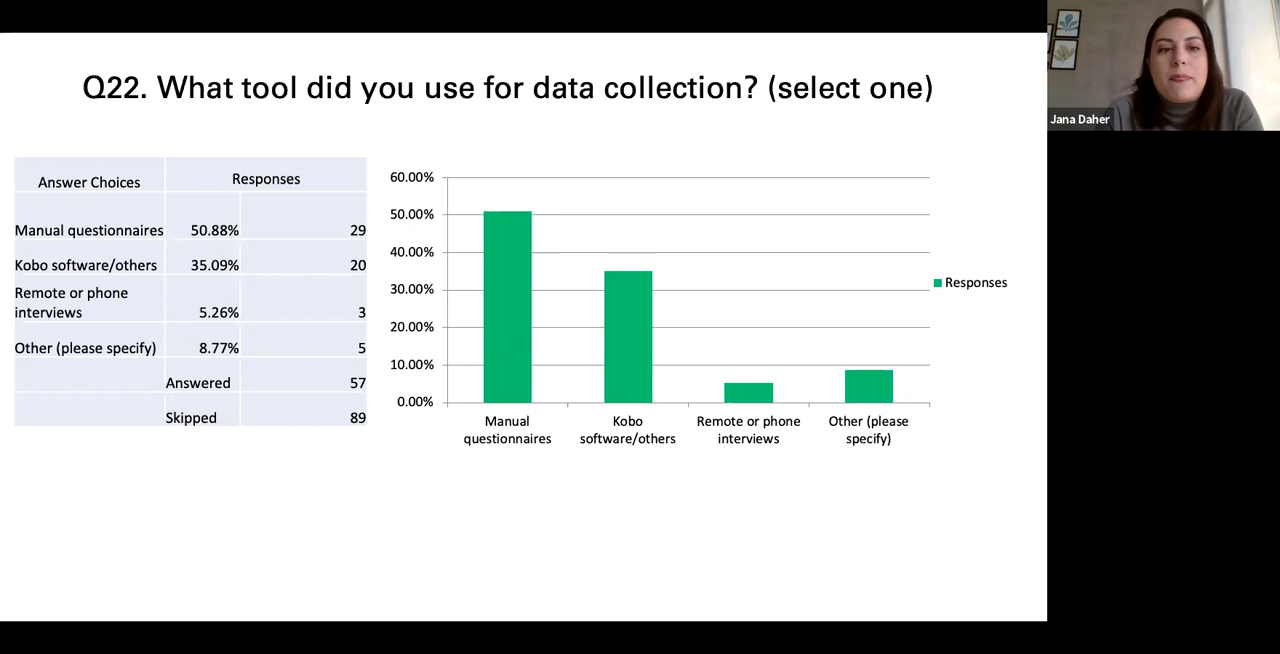 Q22. What tool did you use for data collection? (select one)
Jana Daher
Answer Choices Responses
Manual questionnaires 50.88% 29
Kobo software/others 35.09% 20
Remote or phone
interviews 5.26% 3
Other (please specify) 8.77% 5
Answered 57
Skipped 89
60.00%
50.00%
40.00%
30.00%
20.00%
10.00%
0.00%
Manual
questionnaires
Kobo
software/others
Remote or phone
interviews
Other (please
specify)
Responses